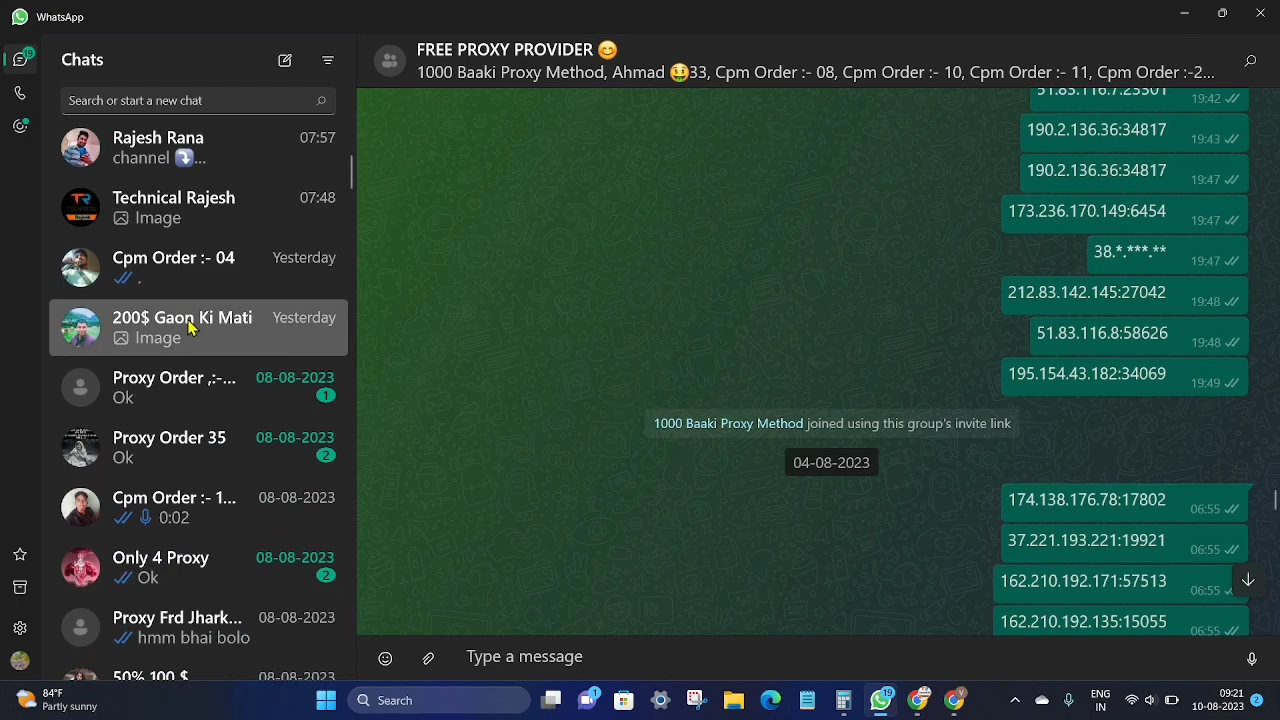 WhatsApp
19
Chats
Search or start a new chat
Rajesh Rana 07:57
channel ⤵️...
Technical Rajesh 07:48
Image
Cpm Order :- 04 Yesterday
.
200$ Gaon Ki Mati Yesterday
Image
Proxy Order ,:-... 08-08-2023
Ok 1
Proxy Order 35 08-08-2023
Ok 2
Cpm Order :- 1... 08-08-2023
0:02
Only 4 Proxy 08-08-2023
Ok 2
Proxy Frd Jhark... 08-08-2023
hmm bhai bolo
50% 100 $ 08-08-2023
FREE PROXY PROVIDER 😊
1000 Baaki Proxy Method, Ahmad 🤑33, Cpm Order :- 08, Cpm Order :- 10, Cpm Order :- 11, Cpm Order :-2...
51.83.116.7:23301 19:42
190.2.136.36:34817 19:43
190.2.136.36:34817 19:47
173.236.170.149:6454 19:47
38.*.***.** 19:47
212.83.142.145:27042 19:48
51.83.116.8:58626 19:48
195.154.43.182:34069 19:49
1000 Baaki Proxy Method joined using this group's invite link
04-08-2023
174.138.176.78:17802 06:55
37.221.193.221:19921 06:55
162.210.192.171:57513 06:55
162.210.192.135:15055 06:55
Type a message
84°F
Partly sunny
Search
1
19
V
ENG
IN
09:21
10-08-2023
2